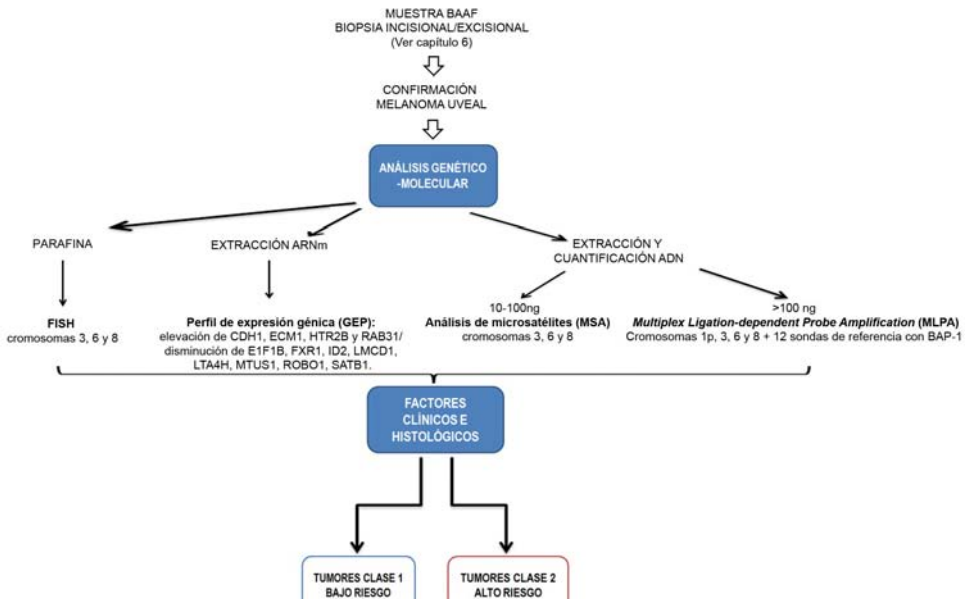 MUESTRA BAAF
BIOPSIA INCISIONAL/EXCISIONAL
(Ver capítulo 6)
CONFIRMACIÓN
MELANOMA UVEAL
ANÁLISIS GENÉTICO
-MOLECULAR
PARAFINA
EXTRACCIÓN ARNm
EXTRACCIÓN Y
CUANTIFICACIÓN ADN
FISH
cromosomas 3, 6 y 8
Perfil de expresión génica (GEP):
elevación de CDH1, ECM1, HTR2B y RAB31/
disminución de E1F1B, FXR1, ID2, LMCD1,
LTA4H, MTUS1, ROBO1, SATB1.
10-100ng
Análisis de microsatélites (MSA)
cromosomas 3, 6 y 8
>100 ng
Multiplex Ligation-dependent Probe Amplification (MLPA)
Cromosomas 1p, 3, 6 y 8 + 12 sondas de referencia con BAP-1
FACTORES
CLÍNICOS E
HISTOLÓGICOS
TUMORES CLASE 1
BAJO RIESGO
TUMORES CLASE 2
ALTO RIESGO